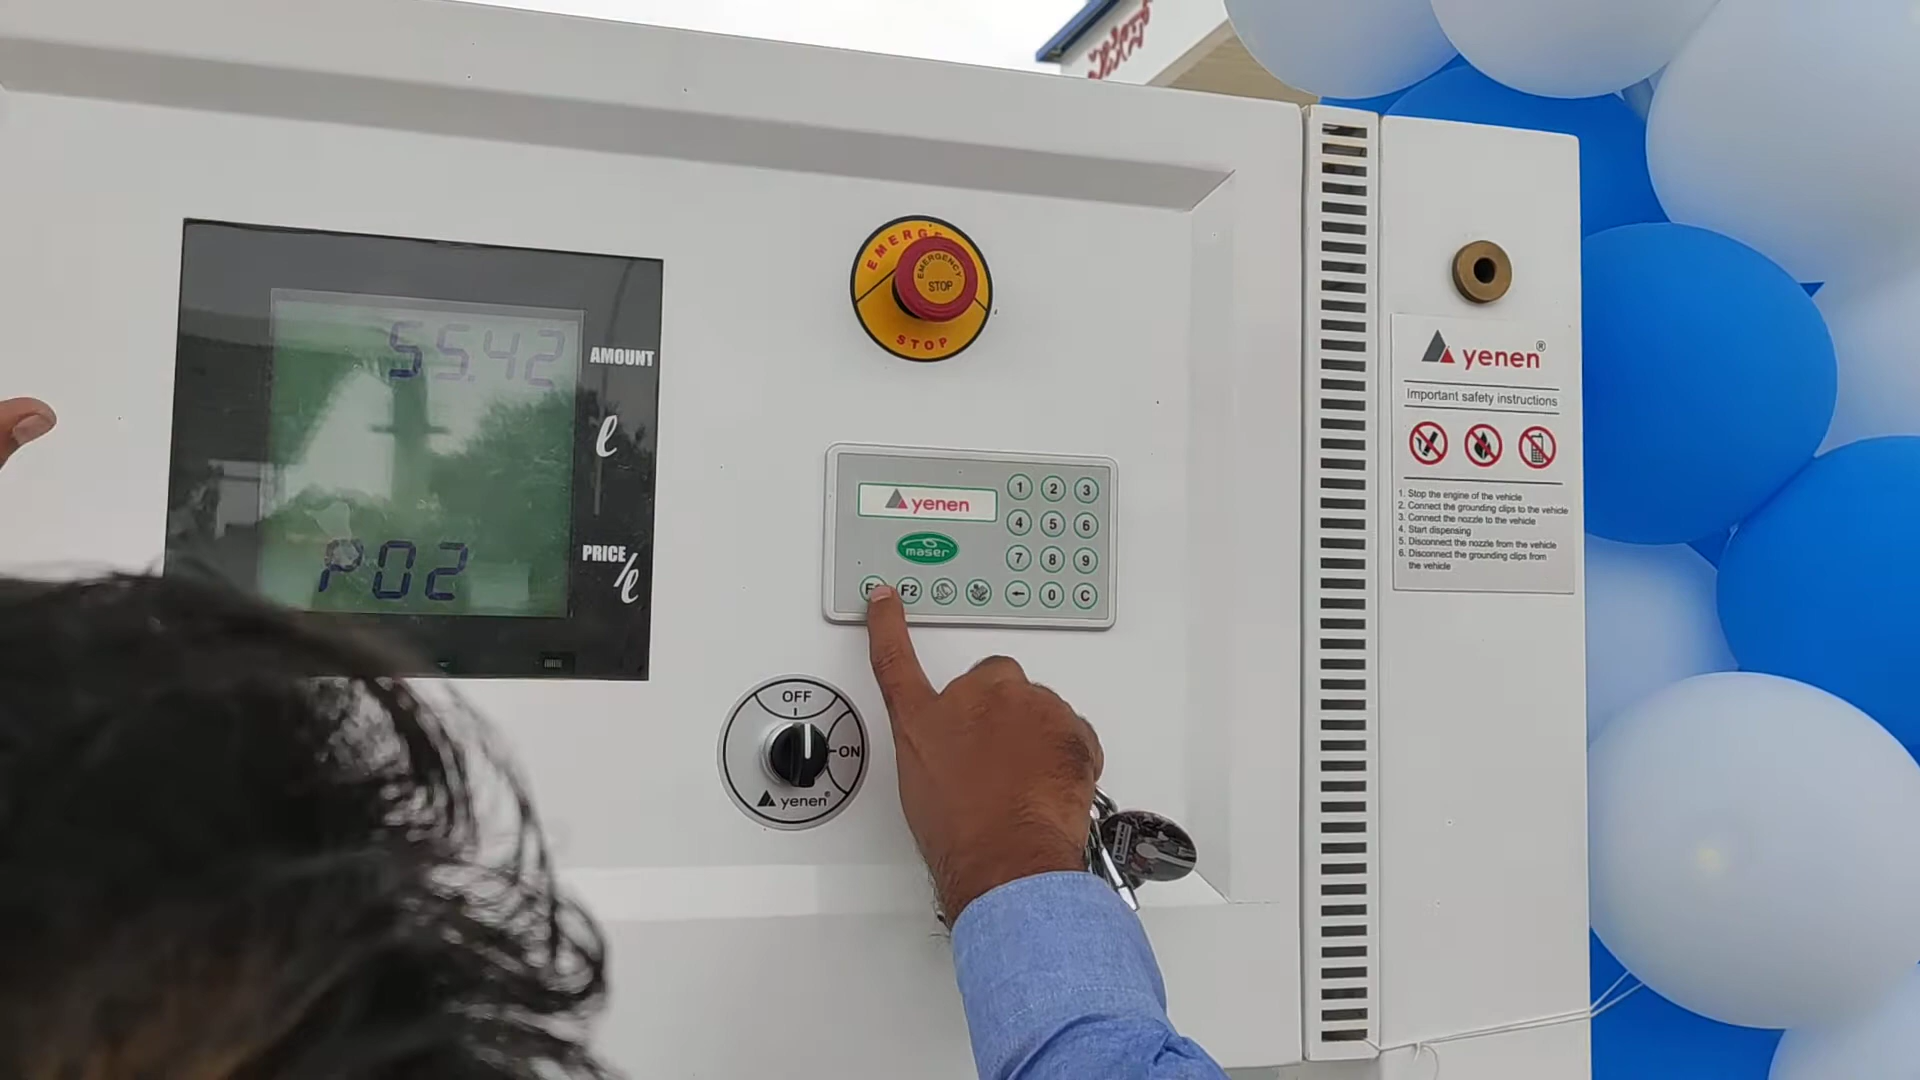 55.42
AMOUNT
ℓ
P02
PRICE/ℓ
EMERGE
EMERGENCY
STOP
STOP
yenen
maser
1 2 3
4 5 6
7 8 9
F2 ← 0 C
OFF
ON
yenen®
yenen®
Important safety instructions
1. Stop the engine of the vehicle
2. Connect the grounding clips to the vehicle
3. Connect the nozzle to the vehicle
4. Start dispensing
5. Disconnect the nozzle from the vehicle
6. Disconnect the grounding clips from
the vehicle